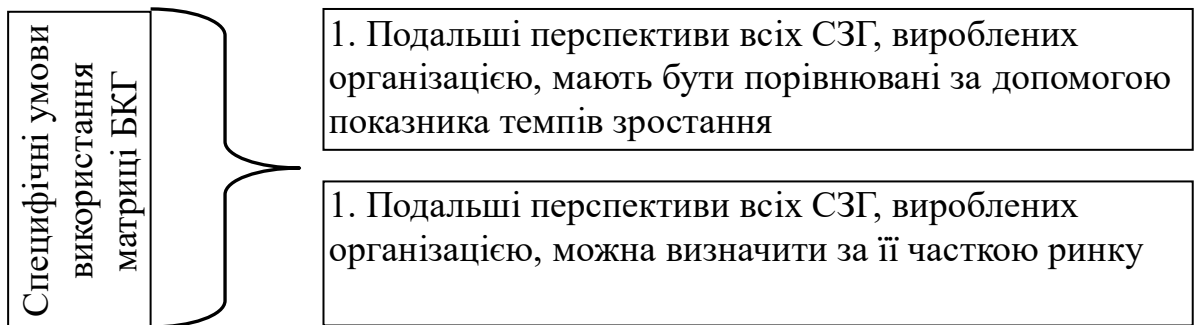 Специфічні умови
використання
матриці БКГ
1. Подальші перспективи всіх СЗГ, вироблених
організацією, мають бути порівнювані за допомогою
показника темпів зростання
1. Подальші перспективи всіх СЗГ, вироблених
організацією, можна визначити за її часткою ринку